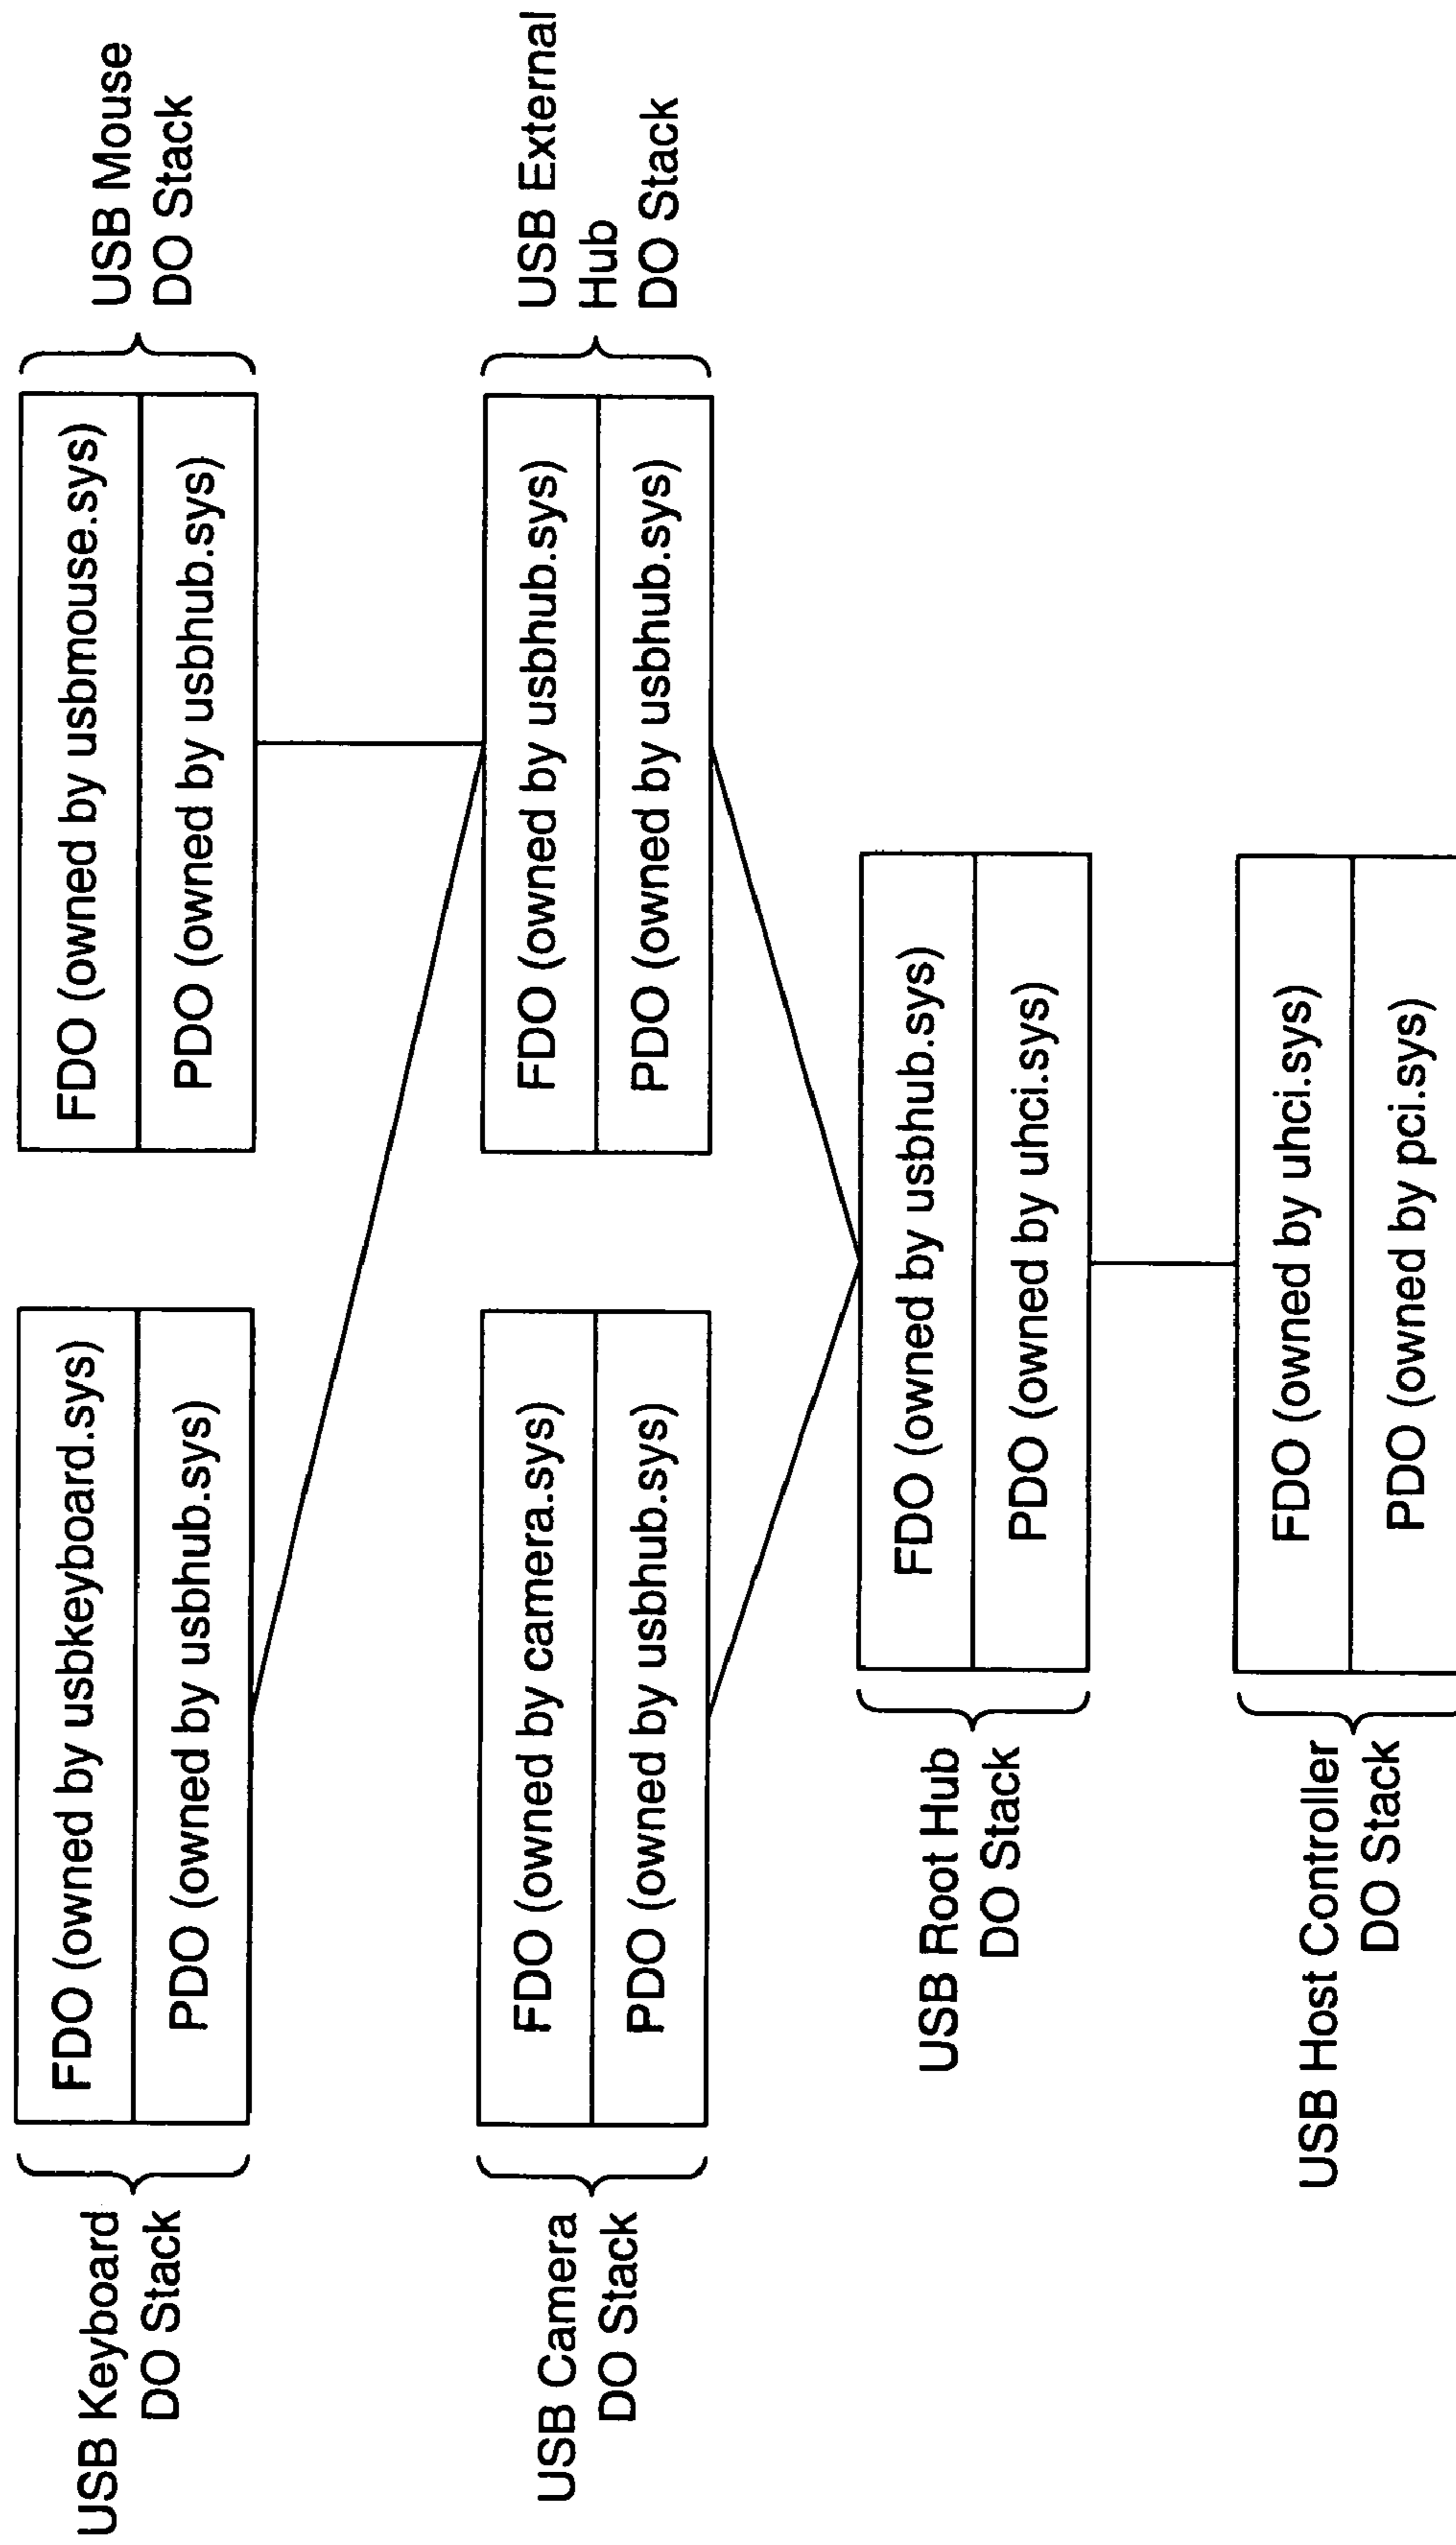 USB Keyboard
DO Stack
FDO (owned by usbkeyboard.sys)
PDO (owned by usbhub.sys)
FDO (owned by usbmouse.sys)
PDO (owned by usbhub.sys)
USB Mouse
DO Stack
USB Camera
DO Stack
FDO (owned by camera.sys)
PDO (owned by usbhub.sys)
FDO (owned by usbhub.sys)
PDO (owned by usbhub.sys)
USB External
Hub
DO Stack
USB Root Hub
DO Stack
FDO (owned by usbhub.sys)
PDO (owned by uhci.sys)
USB Host Controller
DO Stack
FDO (owned by uhci.sys)
PDO (owned by pci.sys)